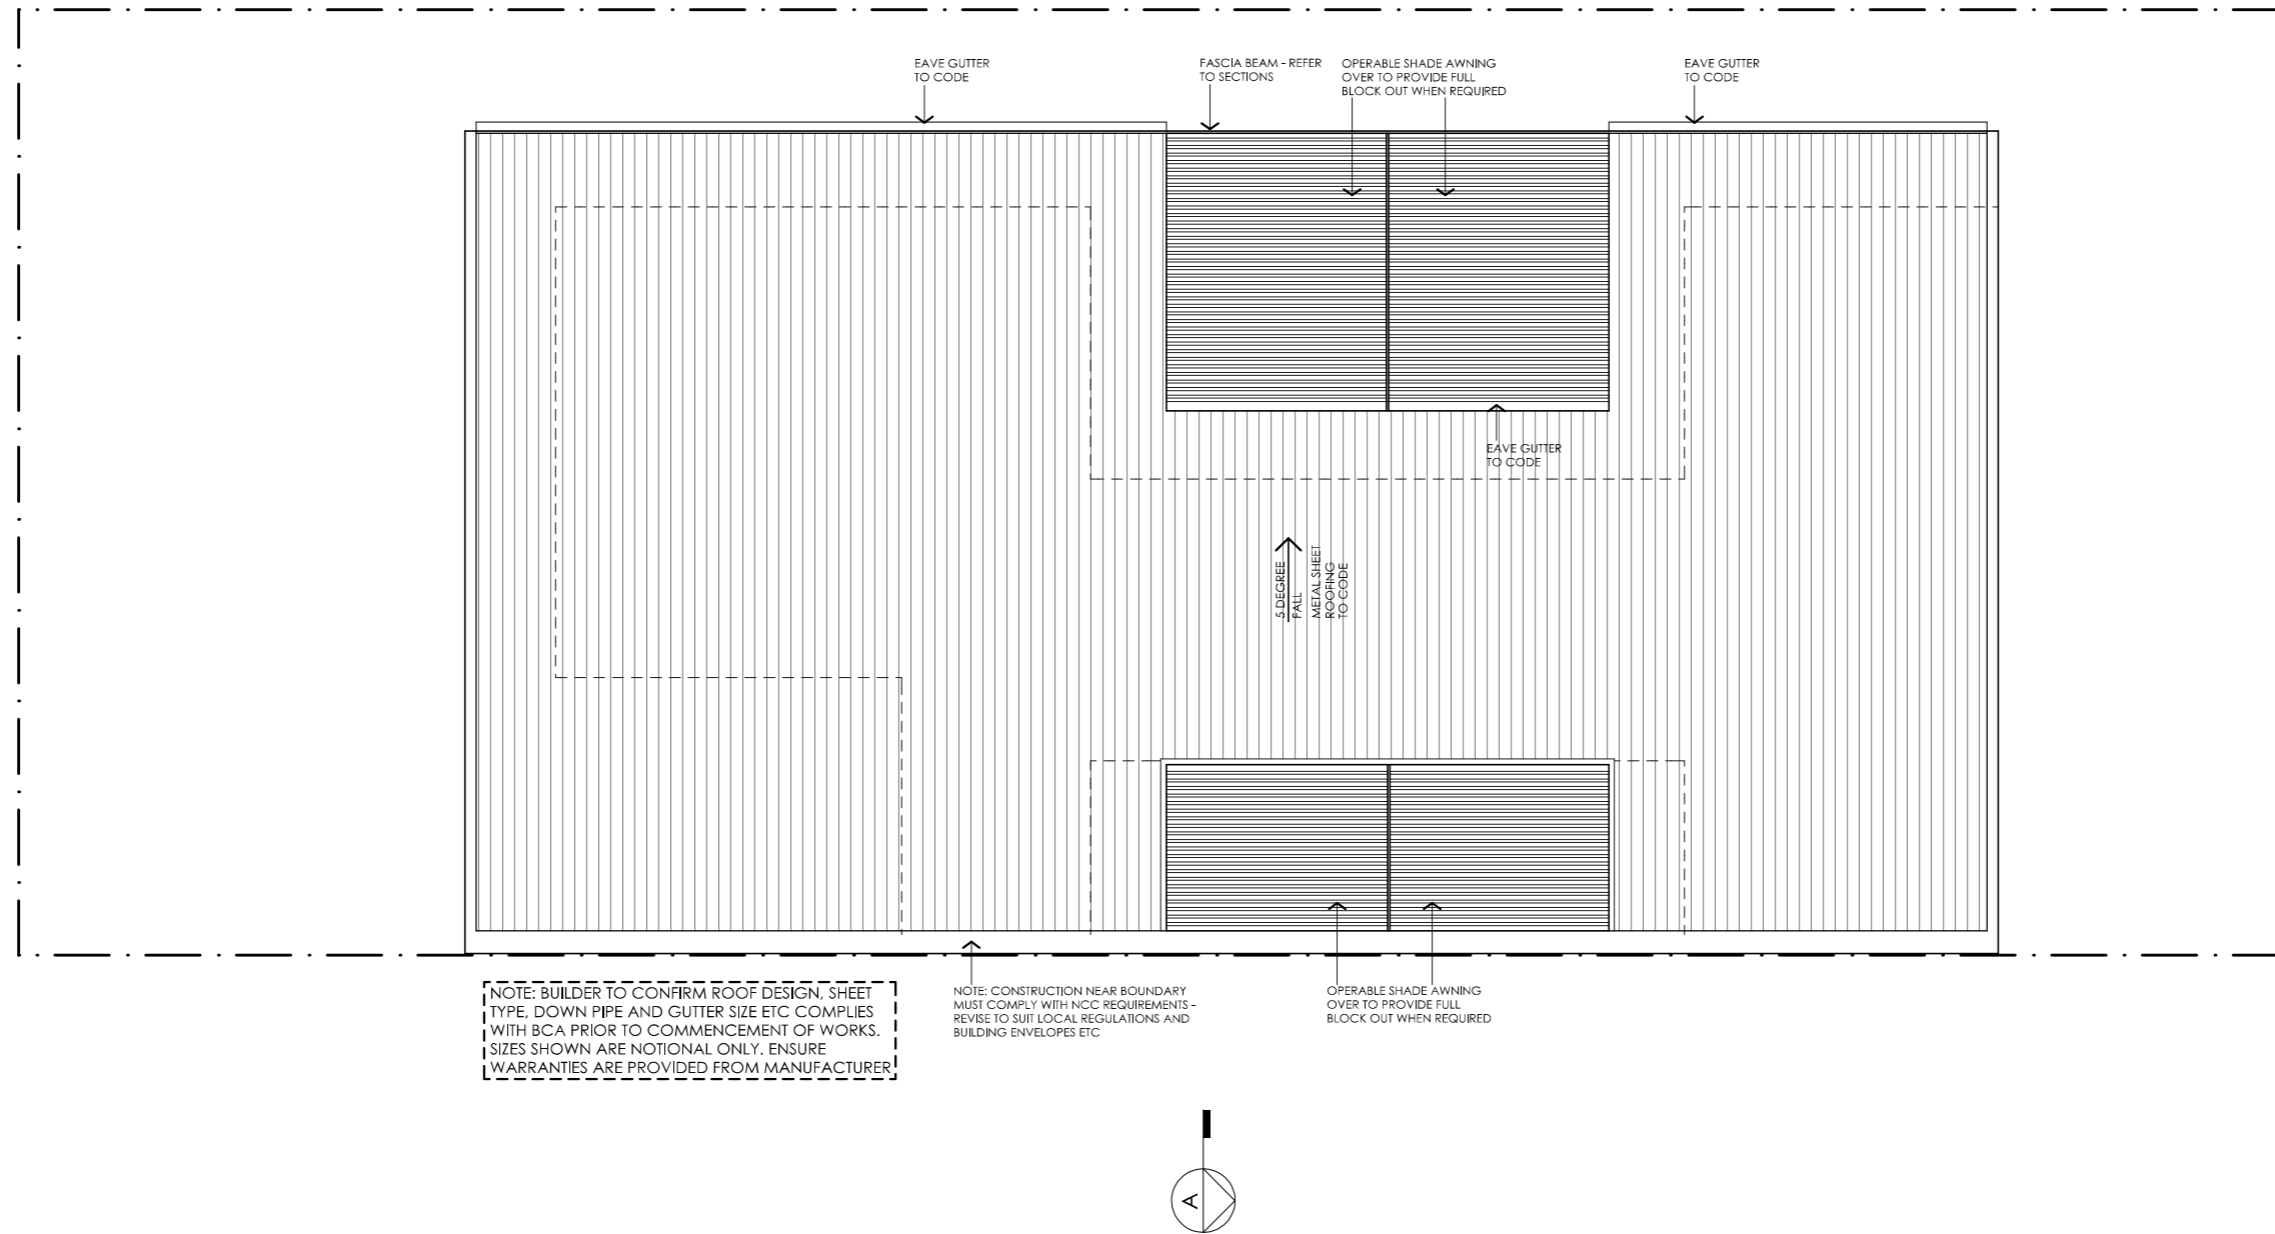 EAVE GUTTER
TO CODE
FASCIA BEAM - REFER
TO SECTIONS
OPERABLE SHADE AWNING
OVER TO PROVIDE FULL
BLOCK OUT WHEN REQUIRED
EAVE GUTTER
TO CODE
EAVE GUTTER
TO CODE
5 DEGREE
FALL
METAL SHEET
ROOFING
TO CODE
NOTE: BUILDER TO CONFIRM ROOF DESIGN, SHEET
TYPE, DOWN PIPE AND GUTTER SIZE ETC COMPLIES
WITH BCA PRIOR TO COMMENCEMENT OF WORKS.
SIZES SHOWN ARE NOTIONAL ONLY. ENSURE
WARRANTIES ARE PROVIDED FROM MANUFACTURER
NOTE: CONSTRUCTION NEAR BOUNDARY
MUST COMPLY WITH NCC REQUIREMENTS -
REVISE TO SUIT LOCAL REGULATIONS AND
BUILDING ENVELOPES ETC
OPERABLE SHADE AWNING
OVER TO PROVIDE FULL
BLOCK OUT WHEN REQUIRED
A